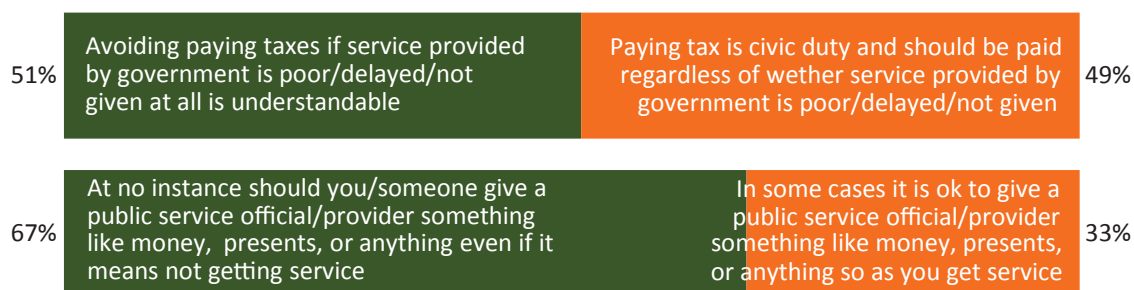 51%
Avoiding paying taxes if service provided
by government is poor/delayed/not
given at all is understandable
Paying tax is civic duty and should be paid
regardless of wether service provided by
government is poor/delayed/not given
49%
67%
At no instance should you/someone give a
public service official/provider something
like money, presents, or anything even if it
means not getting service
In some cases it is ok to give a
public service official/provider
something like money, presents,
or anything so as you get service
33%